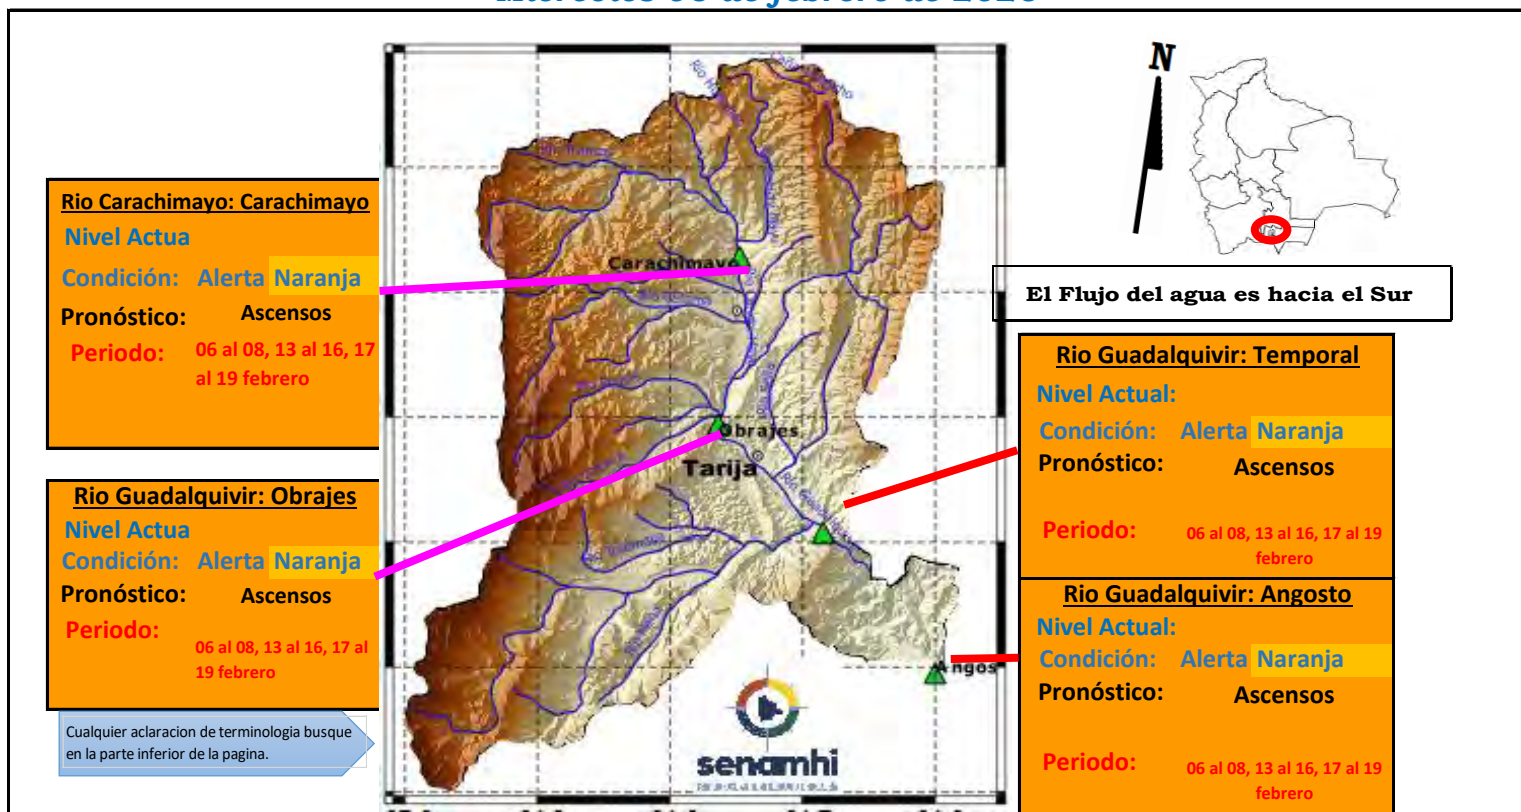 N
Rio Carachimayo: Carachimayo
Nivel Actua
Condición: Alerta Naranja
Pronóstico: Ascensos
Periodo: 06 al 08, 13 al 16, 17
al 19 febrero
Rio Guadalquivir: Obrajes
Nivel Actua
Condición: Alerta Naranja
Pronóstico: Ascensos
Periodo:
06 al 08, 13 al 16, 17 al
19 febrero
Cualquier aclaracion de terminologia busque
en la parte inferior de la pagina.
Carachimayo
Obrajes
Tarija
Angos
senamhi
El Flujo del agua es hacia el Sur
Rio Guadalquivir: Temporal
Nivel Actual:
Condición: Alerta Naranja
Pronóstico: Ascensos
Periodo: 06 al 08, 13 al 16, 17 al 19
febrero
Rio Guadalquivir: Angosto
Nivel Actual:
Condición: Alerta Naranja
Pronóstico: Ascensos
Periodo: 06 al 08, 13 al 16, 17 al 19
febrero